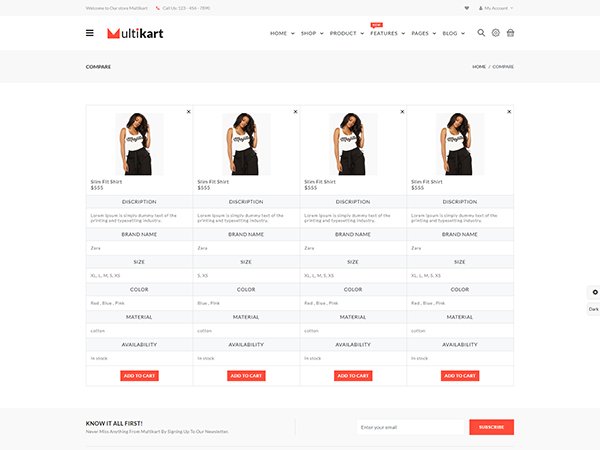 Welcome to Our store Multikart Call Us: 123 - 456 - 7890 My Account
Multikart HOME SHOP PRODUCT NEW FEATURES PAGES BLOG
COMPARE HOME / COMPARE
Slim Fit Shirt Slim Fit Shirt Slim Fit Shirt Slim Fit Shirt
$555 $555 $555 $555
DISCRIPTION DISCRIPTION DISCRIPTION DISCRIPTION
Lorem Ipsum is simply dummy text of the Lorem Ipsum is simply dummy text of the Lorem Ipsum is simply dummy text of the Lorem Ipsum is simply dummy text of the
printing and typesetting industry. printing and typesetting industry. printing and typesetting industry. printing and typesetting industry.
BRAND NAME BRAND NAME BRAND NAME BRAND NAME
Zara Zara Zara Zara
SIZE SIZE SIZE SIZE
XL, L, M, S, XS S, XS XL, L, M, S, XS XL, L, M, S, XS
COLOR COLOR COLOR COLOR
Red , Blue , Pink Blue , Pink Red , Blue , Pink Red , Blue , Pink
Dark
MATERIAL MATERIAL MATERIAL MATERIAL
cotton cotton cotton cotton
AVAILABILITY AVAILABILITY AVAILABILITY AVAILABILITY
In stock In stock In stock In stock
ADD TO CART ADD TO CART ADD TO CART ADD TO CART
KNOW IT ALL FIRST!
Never Miss Anything From Multikart By Signing Up To Our Newsletter.
Enter your email SUBSCRIBE